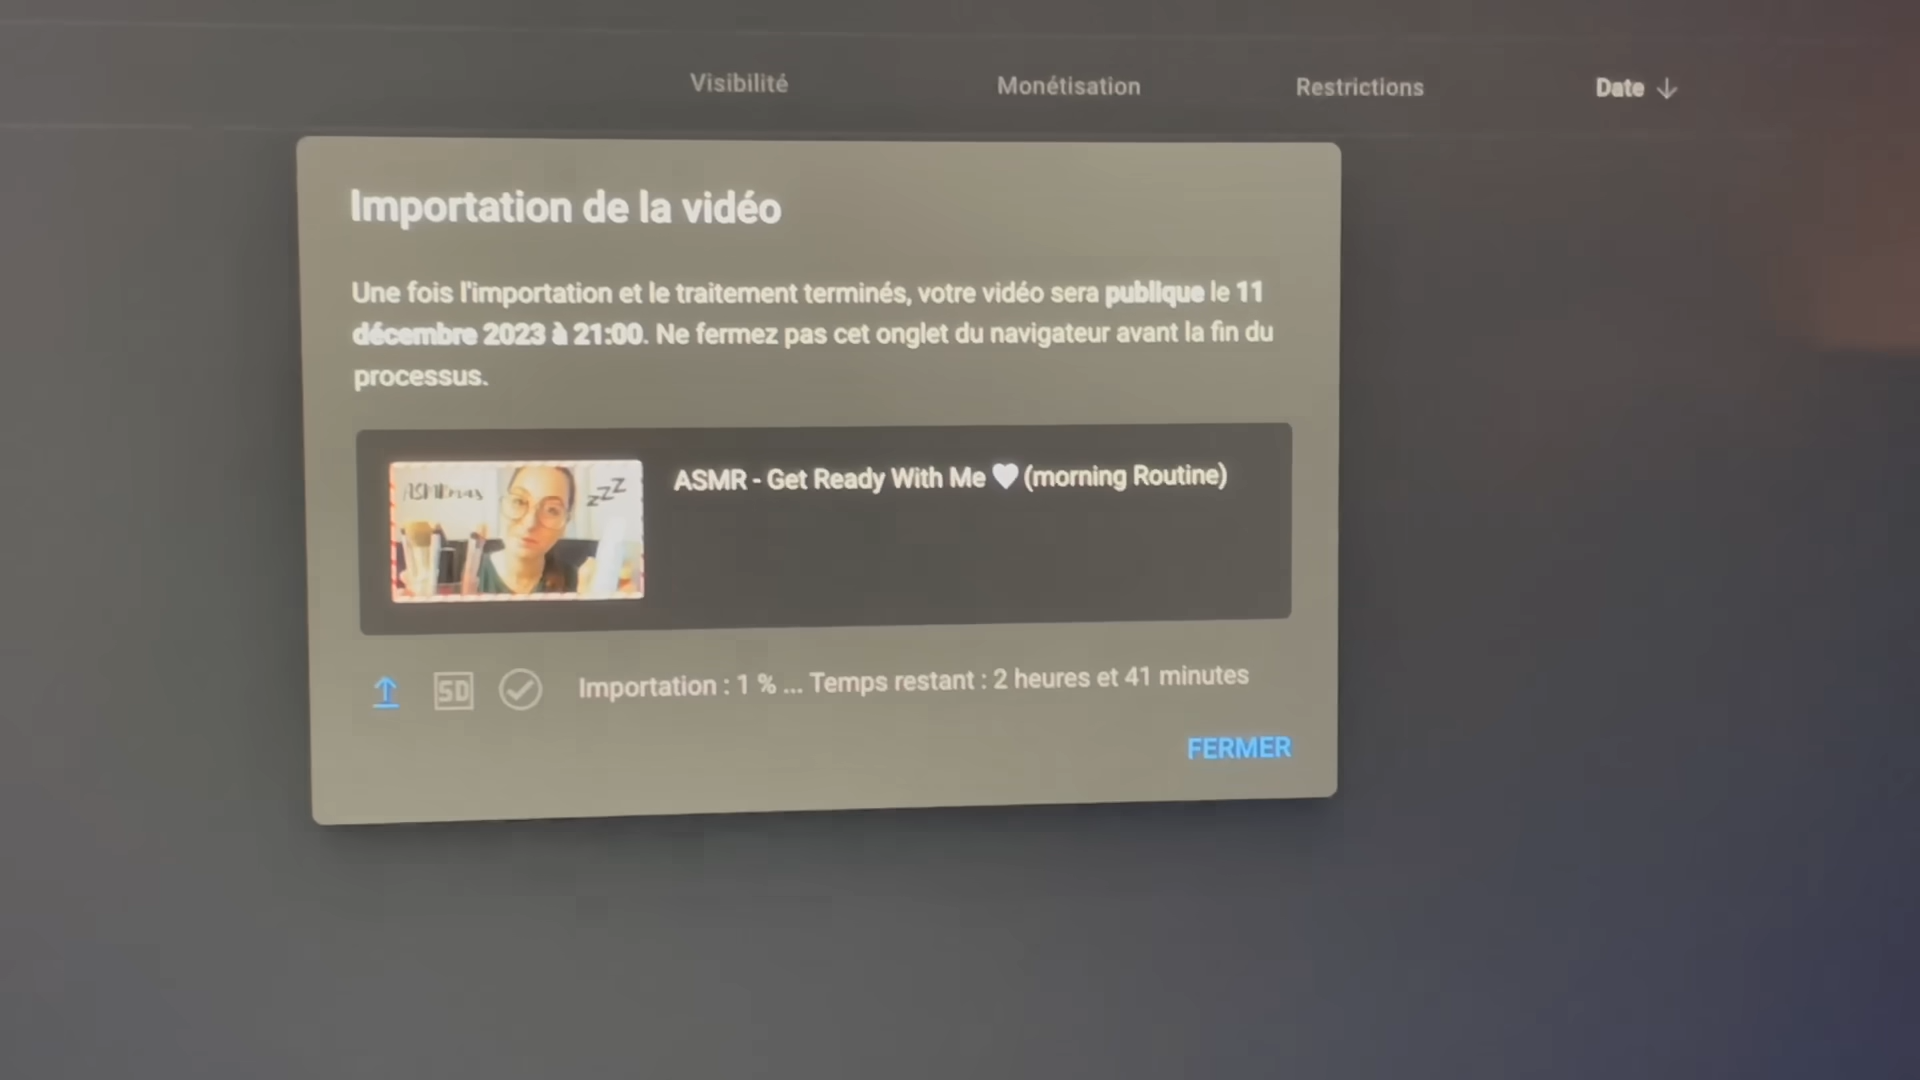 Visibilité Monétisation Restrictions Date ↓
Importation de la vidéo
Une fois l'importation et le traitement terminés, votre vidéo sera publique le 11
décembre 2023 à 21:00. Ne fermez pas cet onglet du navigateur avant la fin du
processus.
ASMRmas
zzZ
ASMR - Get Ready With Me 🤍 (morning Routine)
SD
Importation : 1 % ... Temps restant : 2 heures et 41 minutes
FERMER